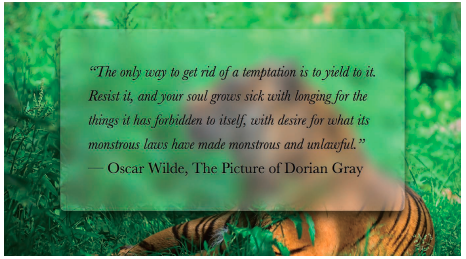 “The only way to get rid of a temptation is to yield to it.
Resist it, and your soul grows sick with longing for the
things it has forbidden to itself, with desire for what its
monstrous laws have made monstrous and unlawful.”
— Oscar Wilde, The Picture of Dorian Gray